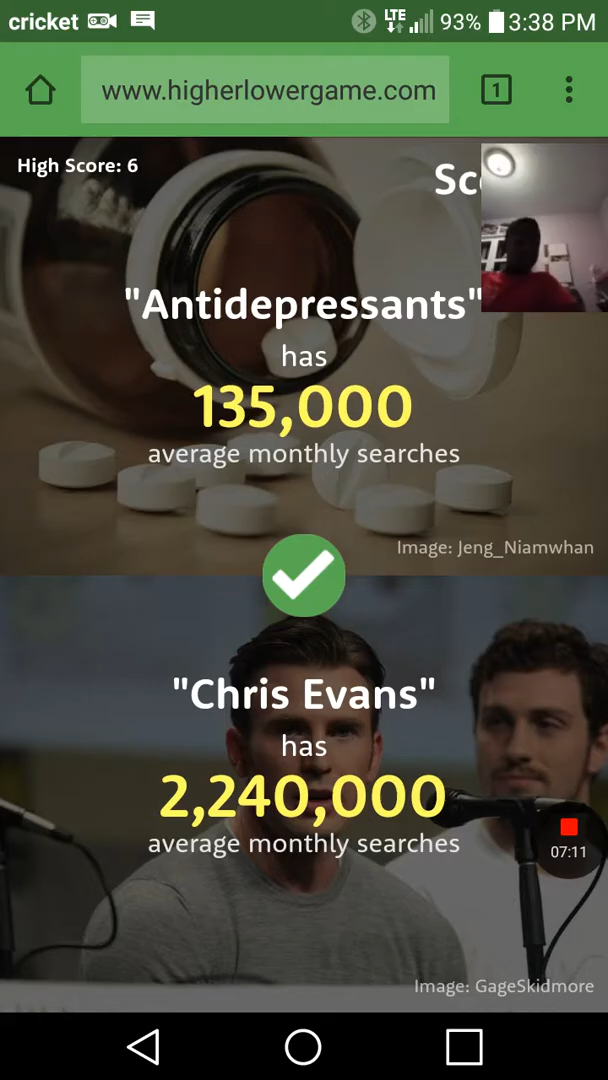 cricket LTE 93% 3:38 PM
www.higherlowergame.com 1
High Score: 6
Sc
"Antidepressants"
has
135,000
average monthly searches
Image: Jeng_Niamwhan
"Chris Evans"
has
2,240,000
average monthly searches
07:11
Image: GageSkidmore